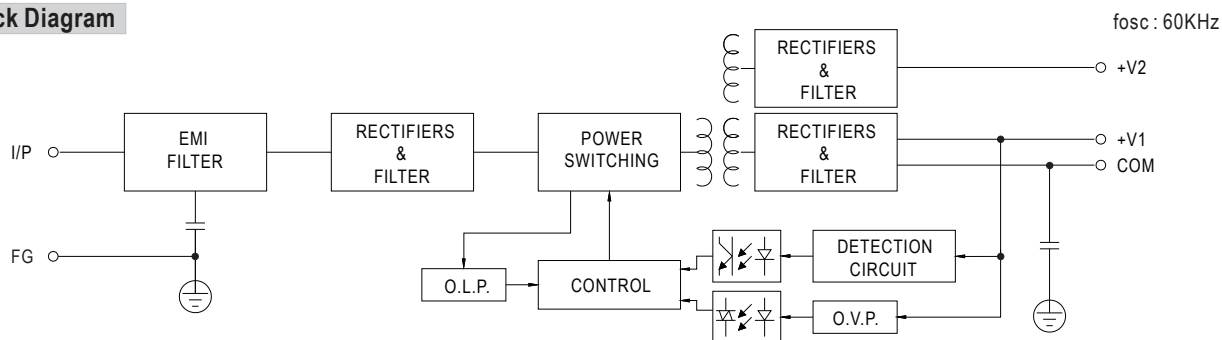 ck Diagram
fosc : 60KHz
RECTIFIERS
&
FILTER
+V2
I/P
EMI
FILTER
RECTIFIERS
&
FILTER
POWER
SWITCHING
RECTIFIERS
&
FILTER
+V1
COM
FG
O.L.P.
CONTROL
DETECTION
CIRCUIT
O.V.P.